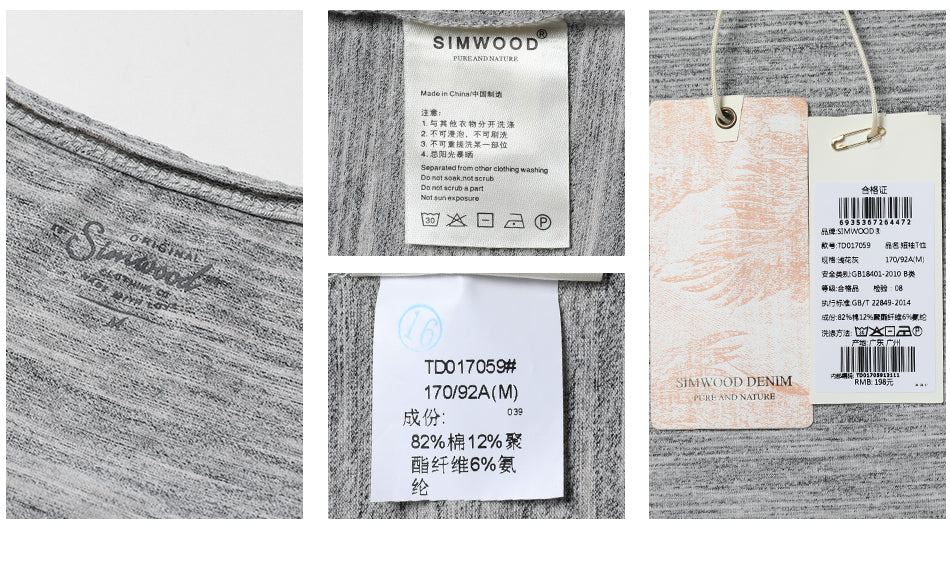 ORIGINAL
Simwood
CLOTHING CO.
M
SIMWOOD®
PURE AND NATURE
Made in China/中国制造
注意:
1. 与其他衣物分开洗涤
2. 不可浸泡, 不可刷洗
3. 不可重搓洗某一部位
4. 忌阳光暴晒
Separated from other clothing washing
Do not soak,not scrub
Do not scrub a part
Not sun exposure
30
P
16
TD017059#
170/92A(M)
成份:
039
82%棉12%聚
酯纤维6%氨
纶
SIMWOOD DENIM
PURE AND NATURE
合格证
6935367264472
品牌:SIMWOOD
款号:TD017059 品名:短袖T恤
规格:浅花灰 170/92A(M)
安全类别:GB18401-2010 B类
等级:合格品 检验:08
执行标准:GB/T 22849-2014
成份:82%棉12%聚酯纤维6%氨纶
洗涤方法:
产地:广东 广州
RMB: 198元